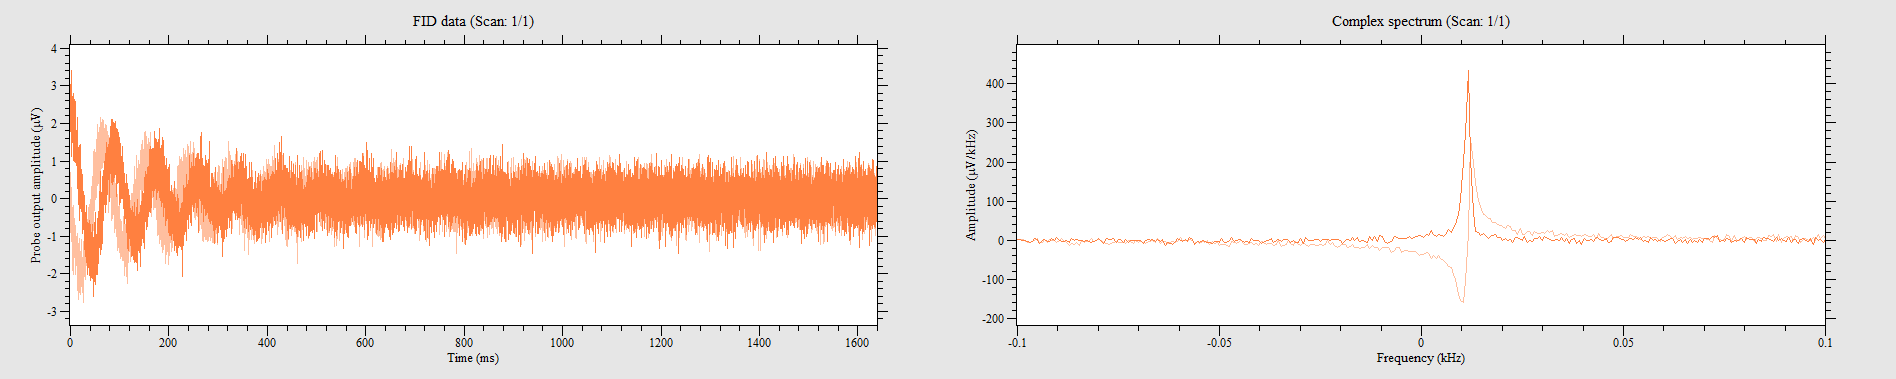 FID data (Scan: 1/1)
Probe output amplitude (µV)
4
3
2
1
0
-1
-2
-3
0 200 400 600 800 1000 1200 1400 1600
Time (ms)
Complex spectrum (Scan: 1/1)
Amplitude (µV/kHz)
400
300
200
100
0
-100
-200
-0.1 -0.05 0 0.05 0.1
Frequency (kHz)